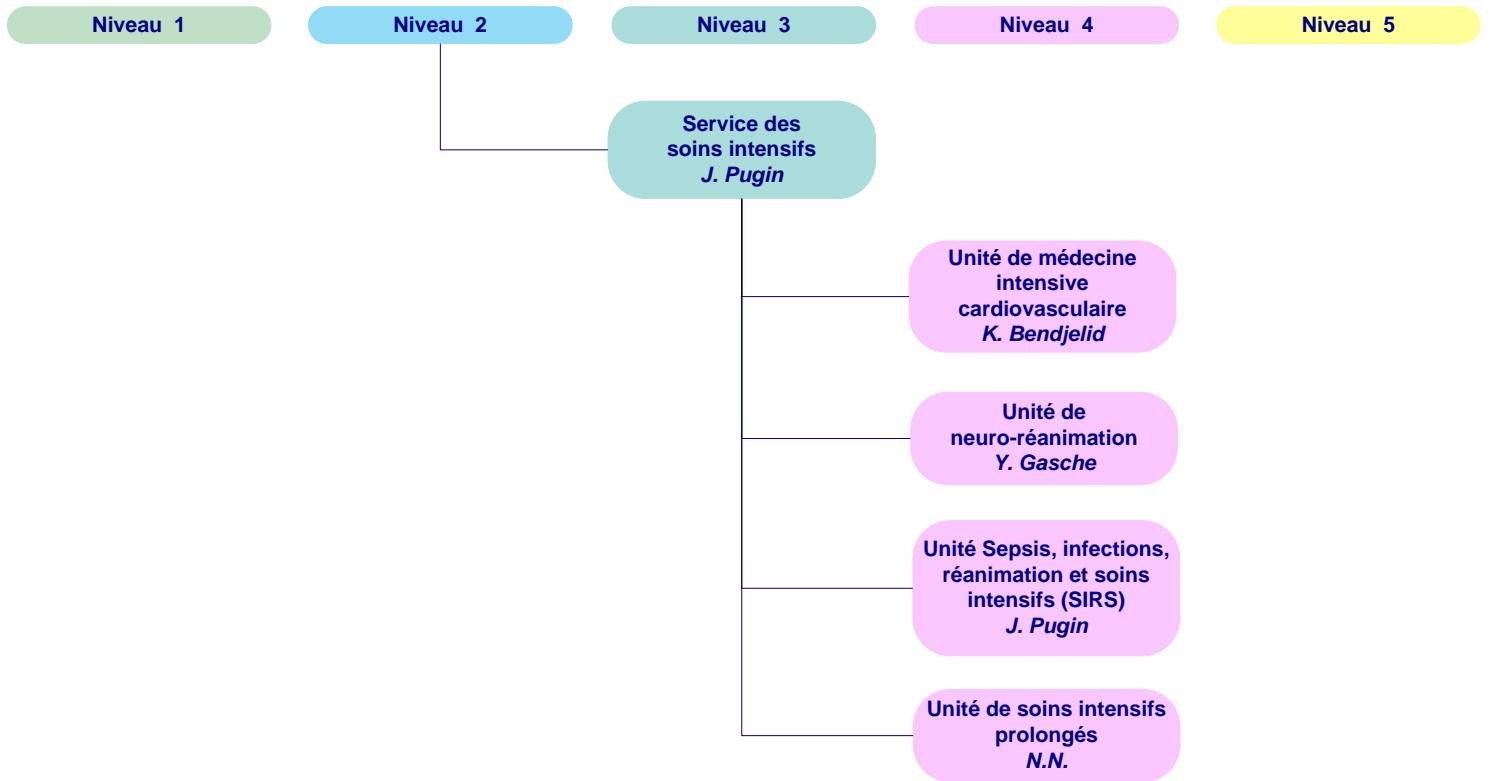 Niveau 1
Niveau 2
Niveau 3
Niveau 4
Niveau 5
Service des
soins intensifs
J. Pugin
Unité de médecine
intensive
cardiovasculaire
K. Bendjelid
Unité de
neuro-réanimation
Y. Gasche
Unité Sepsis, infections,
réanimation et soins
intensifs (SIRS)
J. Pugin
Unité de soins intensifs
prolongés
N.N.